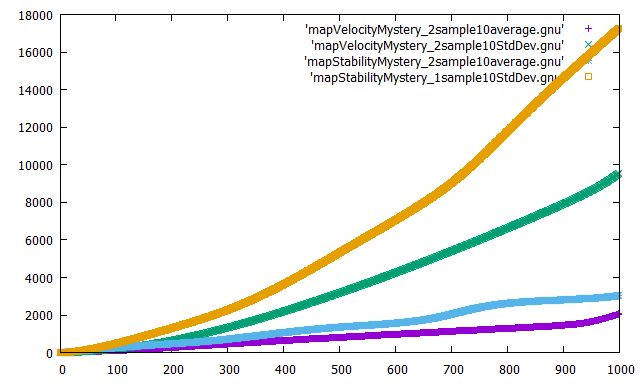 18000
16000
14000
12000
10000
8000
6000
4000
2000
0
'mapVelocityMystery_2sample10average.gnu'
'mapVelocityMystery_2sample10StdDev.gnu'
'mapStabilityMystery_2sample10average.gnu'
'mapStabilityMystery_1sample10StdDev.gnu'
0 100 200 300 400 500 600 700 800 900 1000